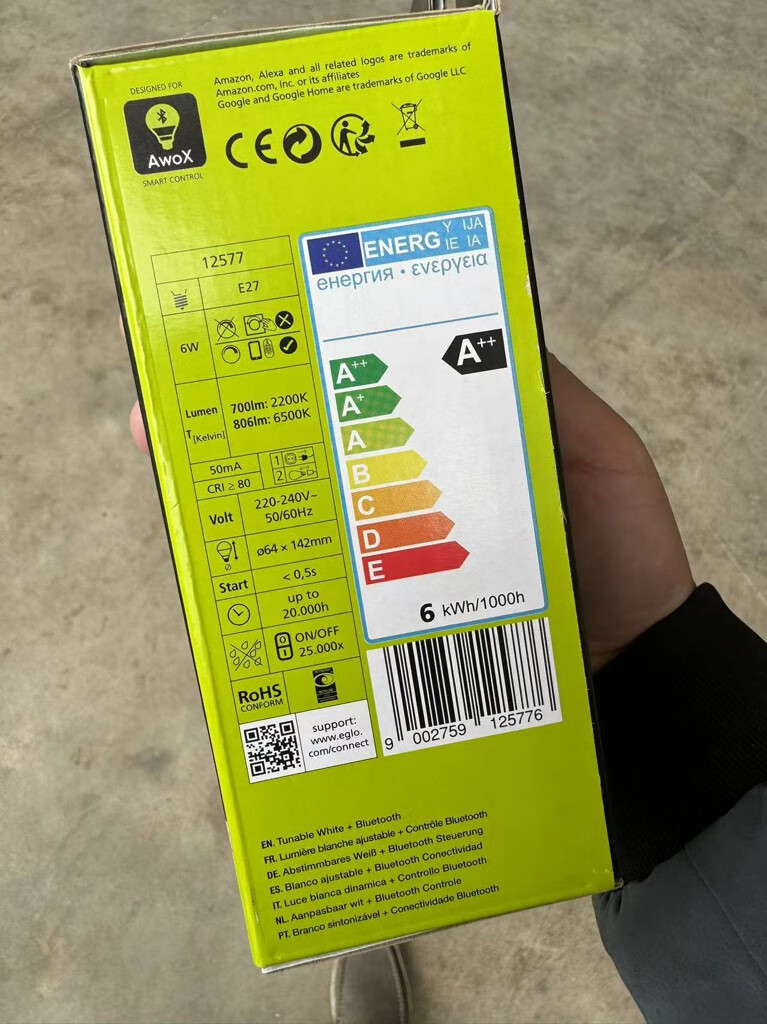 DESIGNED FOR
AwoX
SMART CONTROL
Amazon, Alexa and all related logos are trademarks of
Amazon.com, Inc. or its affiliates
Google and Google Home are trademarks of Google LLC
CE
12577
E27
6W
Lumen
T[Kelvin]
700lm: 2200K
806lm: 6500K
50mA
CRI ≥ 80
1
2
Volt
220-240V~
50/60Hz
ø
ø64 x 142mm
Start
< 0,5s
up to
20.000h
ON/OFF
25.000x
RoHS
CONFORM
support:
www.eglo.
com/connect
ENERG
Y IJA
IE IA
енергия · ενεργεια
A++
A++
A+
A
B
C
D
E
6 kWh/1000h
9 002759 125776
EN. Tunable White + Bluetooth
FR. Lumière blanche ajustable + Contrôle Bluetooth
DE. Abstimmbares Weiß + Bluetooth Steuerung
ES. Blanco ajustable + Bluetooth Conectividad
IT. Luce bianca dinamica + Controllo Bluetooth
NL. Aanpasbaar wit + Bluetooth Controle
PT. Branco sintonizável + Conectividade Bluetooth